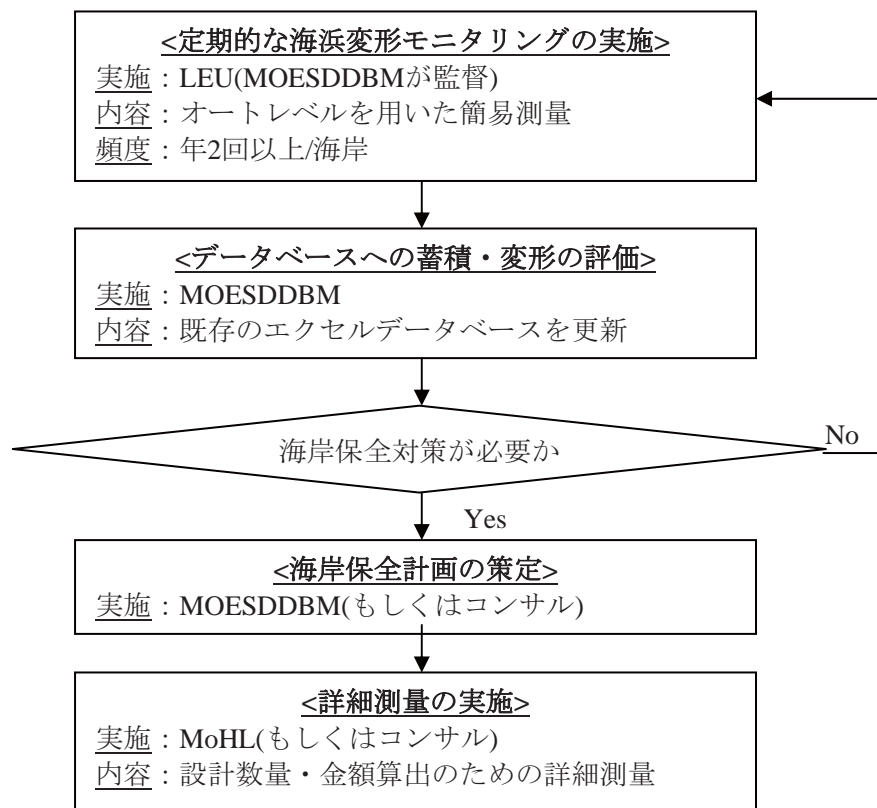 <定期的な海浜変形モニタリングの実施>
実施：LEU(MOESDDBMが監督)
内容：オートレベルを用いた簡易測量
頻度：年2回以上/海岸
<データベースへの蓄積・変形の評価>
実施：MOESDDBM
内容：既存のエクセルデータベースを更新
海岸保全対策が必要か
No
Yes
<海岸保全計画の策定>
実施：MOESDDBM(もしくはコンサル)
<詳細測量の実施>
実施：MoHL(もしくはコンサル)
内容：設計数量・金額算出のための詳細測量